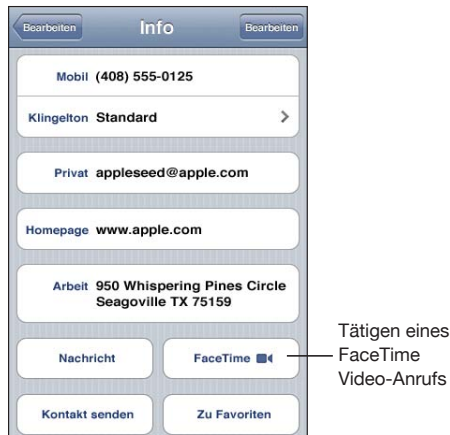 Bearbeiten Info Bearbeiten
Mobil (408) 555-0125
Klingelton Standard
Privat appleseed@apple.com
Homepage www.apple.com
Arbeit 950 Whispering Pines Circle
Seagoville TX 75159
Nachricht FaceTime
Kontakt senden Zu Favoriten
Tätigen eines
FaceTime
Video-Anrufs